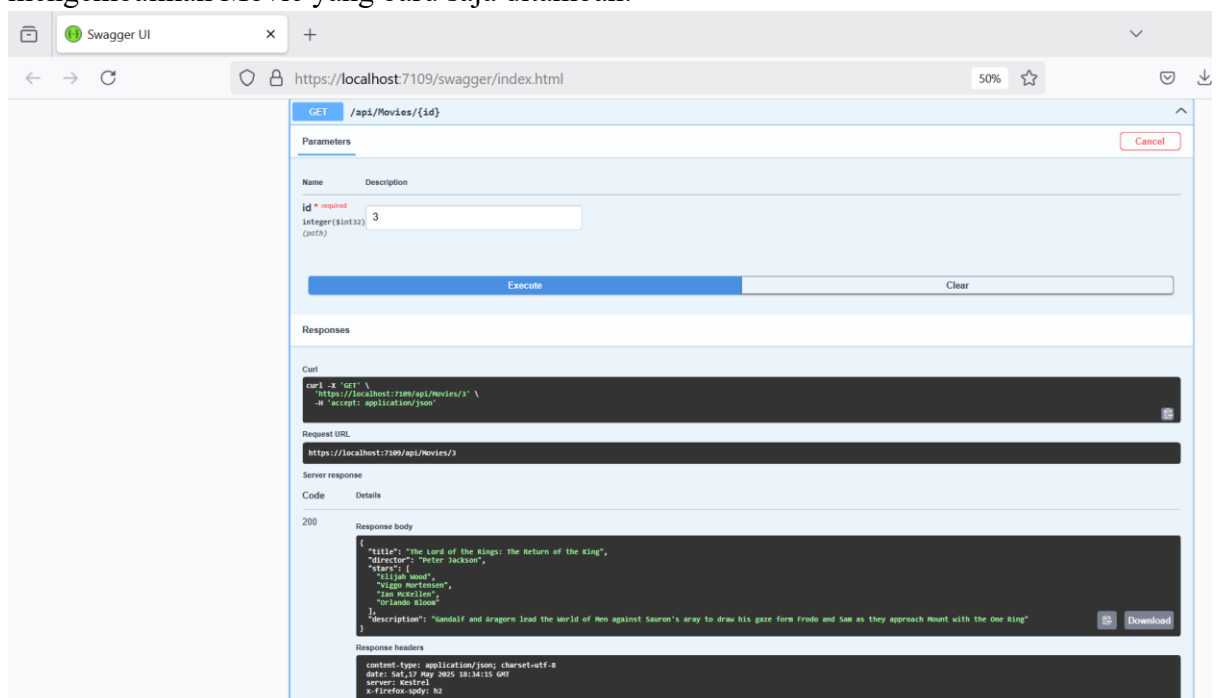 mengembalikan Movie yang baru saja ditambah.
Swagger UI
https://localhost:7109/swagger/index.html
50%
GET /api/Movies/{id}
Parameters
Cancel
Name Description
id * required
integer($int32)
(path)
3
Execute
Clear
Responses
Curl
curl -X 'GET' \
'https://localhost:7109/api/Movies/3' \
-H 'accept: application/json'
Request URL
https://localhost:7109/api/Movies/3
Server response
Code Details
200
Response body
{
"title": "The Lord of the Rings: The Return of the King",
"director": "Peter Jackson",
"stars": [
"Elijah Wood",
"Viggo Mortensen",
"Ian McKellen",
"Orlando Bloom"
],
"description": "Gandalf and Aragorn lead the World of Men against Sauron's aray to draw his gaze form Frodo and Sam as they approach Mount with the One Ring"
}
Download
Response headers
content-type: application/json; charset=utf-8
date: Sat,17 May 2025 18:34:15 GMT
server: Kestrel
x-firefox-spdy: h2